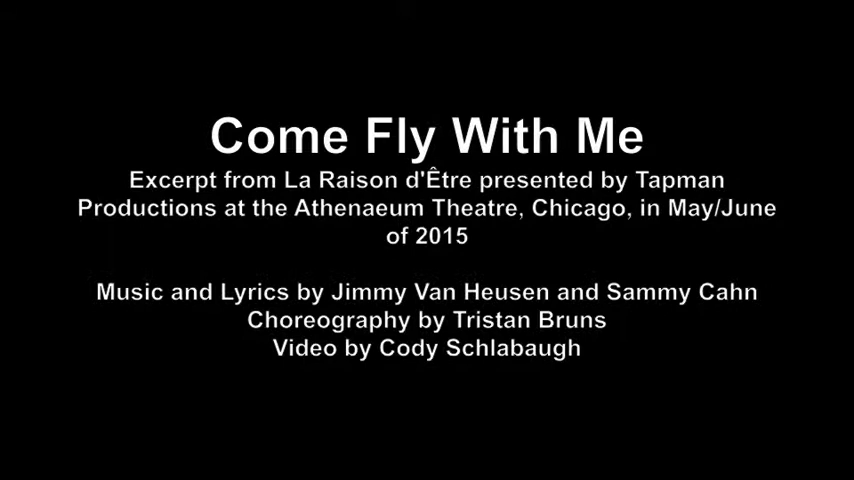 Come Fly With Me
Excerpt from La Raison d'Être presented by Tapman
Productions at the Athenaeum Theatre, Chicago, in May/June
of 2015
Music and Lyrics by Jimmy Van Heusen and Sammy Cahn
Choreography by Tristan Bruns
Video by Cody Schlabaugh